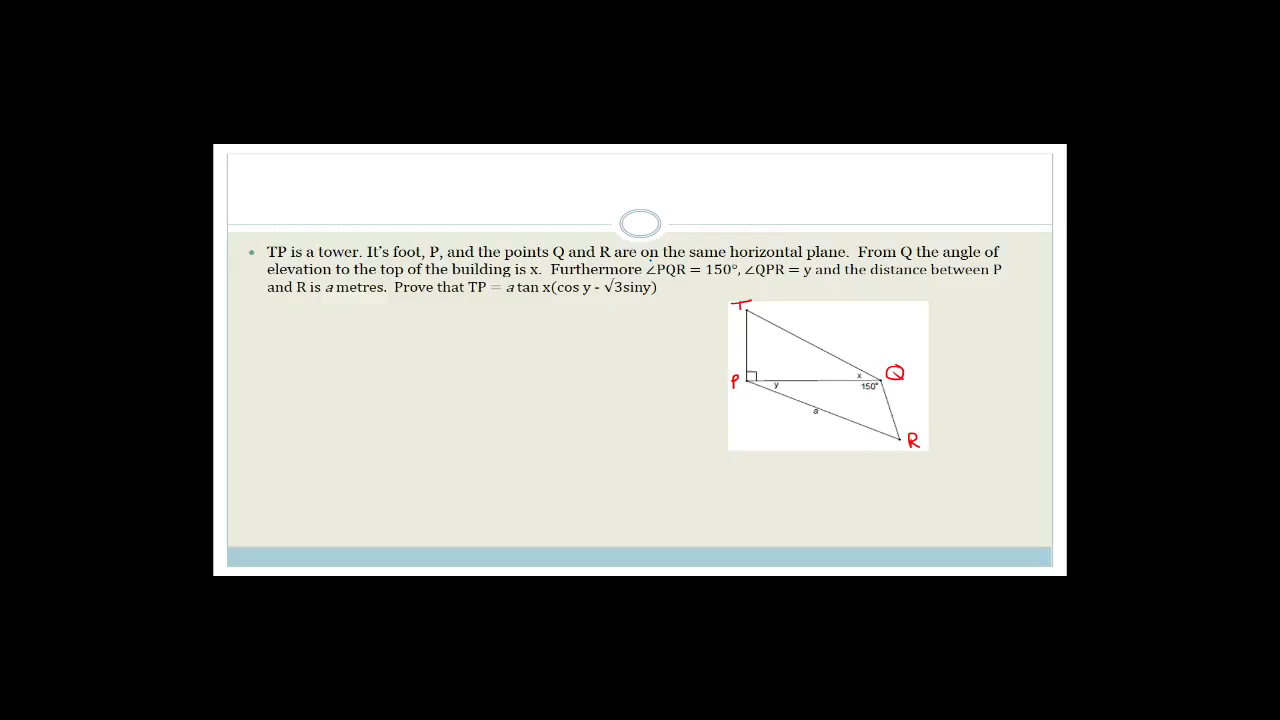 TP is a tower. It's foot, P, and the points Q and R are on the same horizontal plane. From Q the angle of
elevation to the top of the building is x. Furthermore ∠PQR = 150°, ∠QPR = y and the distance between P
and R is a metres. Prove that TP = a tan x(cos y - √3siny)
T
x
Q
P
y
150°
a
R